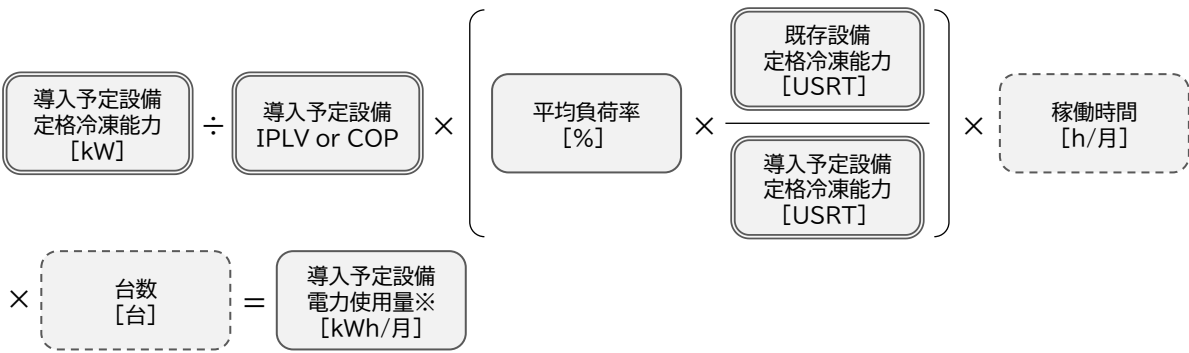 導入予定設備
定格冷凍能力
[kW]
÷
導入予定設備
IPLV or COP
×
平均負荷率
[%]
×
既存設備
定格冷凍能力
[USRT]
導入予定設備
定格冷凍能力
[USRT]
×
稼働時間
[h/月]
×
台数
[台]
=
導入予定設備
電力使用量※
[kWh/月]